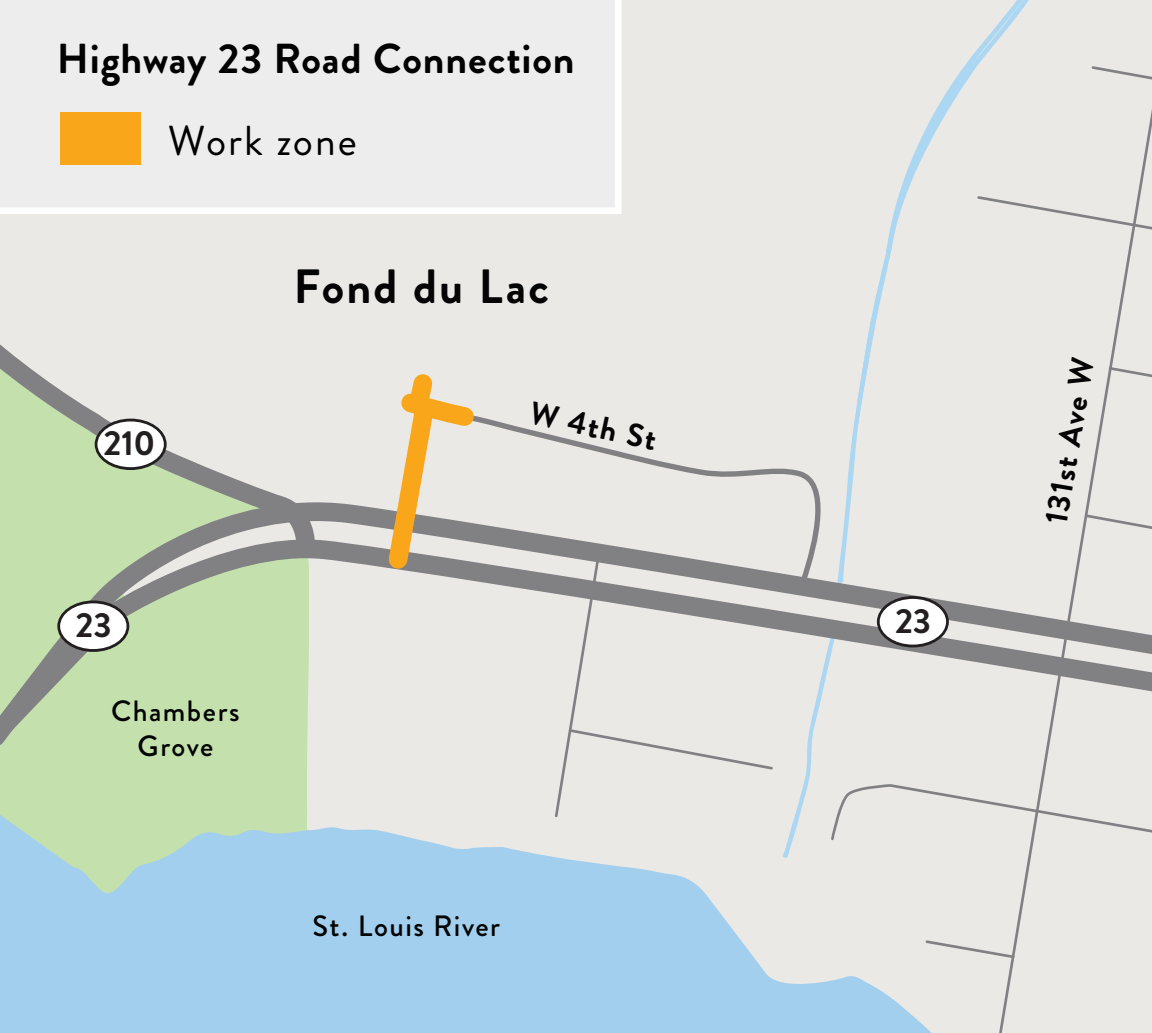 Highway 23 Road Connection
Work zone
Fond du Lac
W 4th St
131st Ave W
210
23
23
Chambers
Grove
St. Louis River